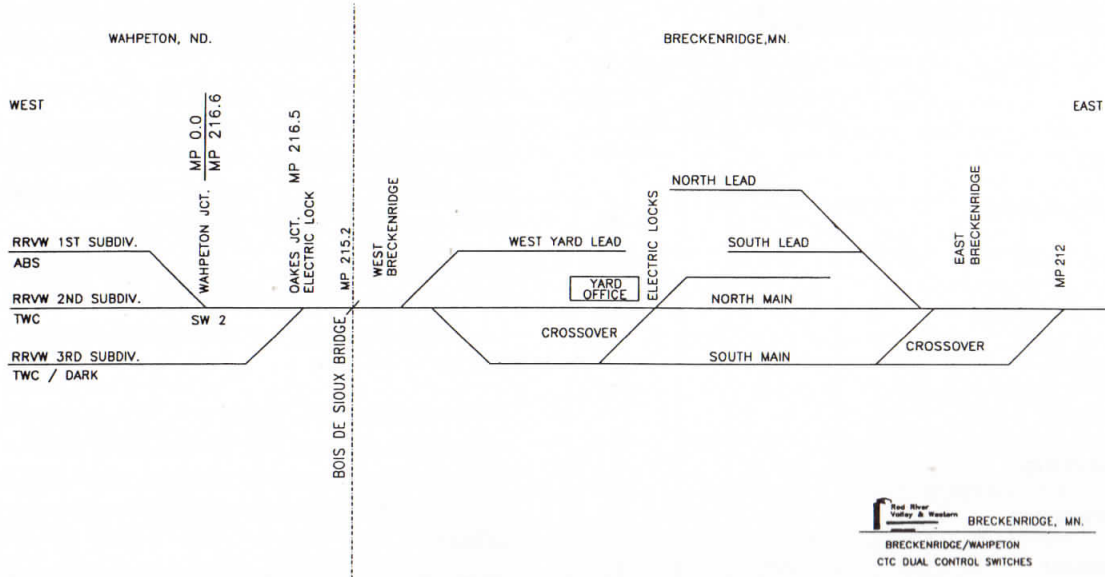 WAHPETON, ND.
BRECKENRIDGE,MN.
WEST
EAST
WAHPETON JCT.
MP 0.0
MP 216.6
OAKES JCT. MP 216.5
ELECTRIC LOCK
MP 215.2
BOIS DE SIOUX BRIDGE
WEST
BRECKENRIDGE
ELECTRIC LOCKS
EAST
BRECKENRIDGE
MP 212
NORTH LEAD
RRVW 1ST SUBDIV.
ABS
WEST YARD LEAD
SOUTH LEAD
YARD
OFFICE
RRVW 2ND SUBDIV.
TWC
SW 2
NORTH MAIN
CROSSOVER
CROSSOVER
RRVW 3RD SUBDIV.
TWC / DARK
SOUTH MAIN
Red River
Valley & Western
BRECKENRIDGE, MN.
BRECKENRIDGE/WAHPETON
CTC DUAL CONTROL SWITCHES